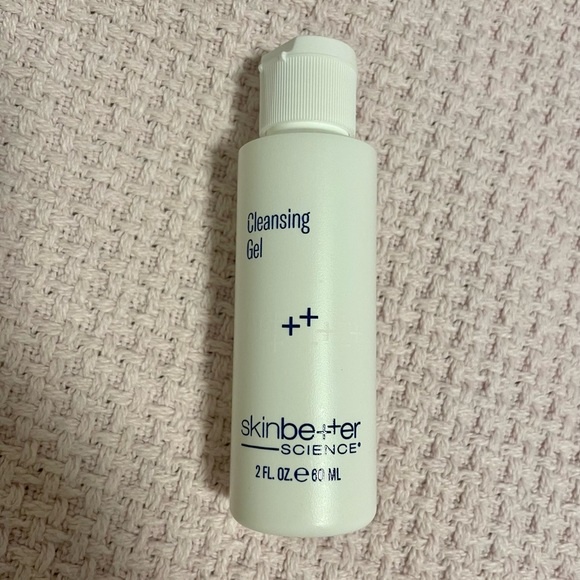 Cleansing
Gel
++
skinbetter
SCIENCE®
2 FL. OZ. ℮ 60 ML